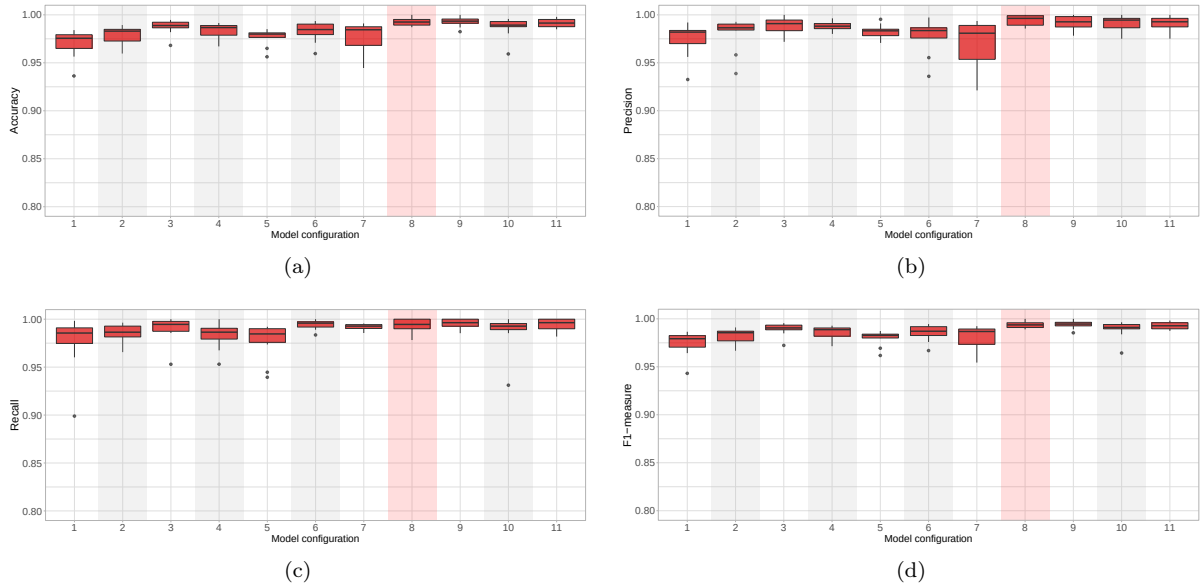 1.00
0.95
0.90
0.85
0.80
Accuracy
1 2 3 4 5 6 7 8 9 10 11
Model configuration
(a)
1.00
0.95
0.90
0.85
0.80
Precision
1 2 3 4 5 6 7 8 9 10 11
Model configuration
(b)
1.00
0.95
0.90
0.85
0.80
Recall
1 2 3 4 5 6 7 8 9 10 11
Model configuration
(c)
1.00
0.95
0.90
0.85
0.80
F1−measure
1 2 3 4 5 6 7 8 9 10 11
Model configuration
(d)